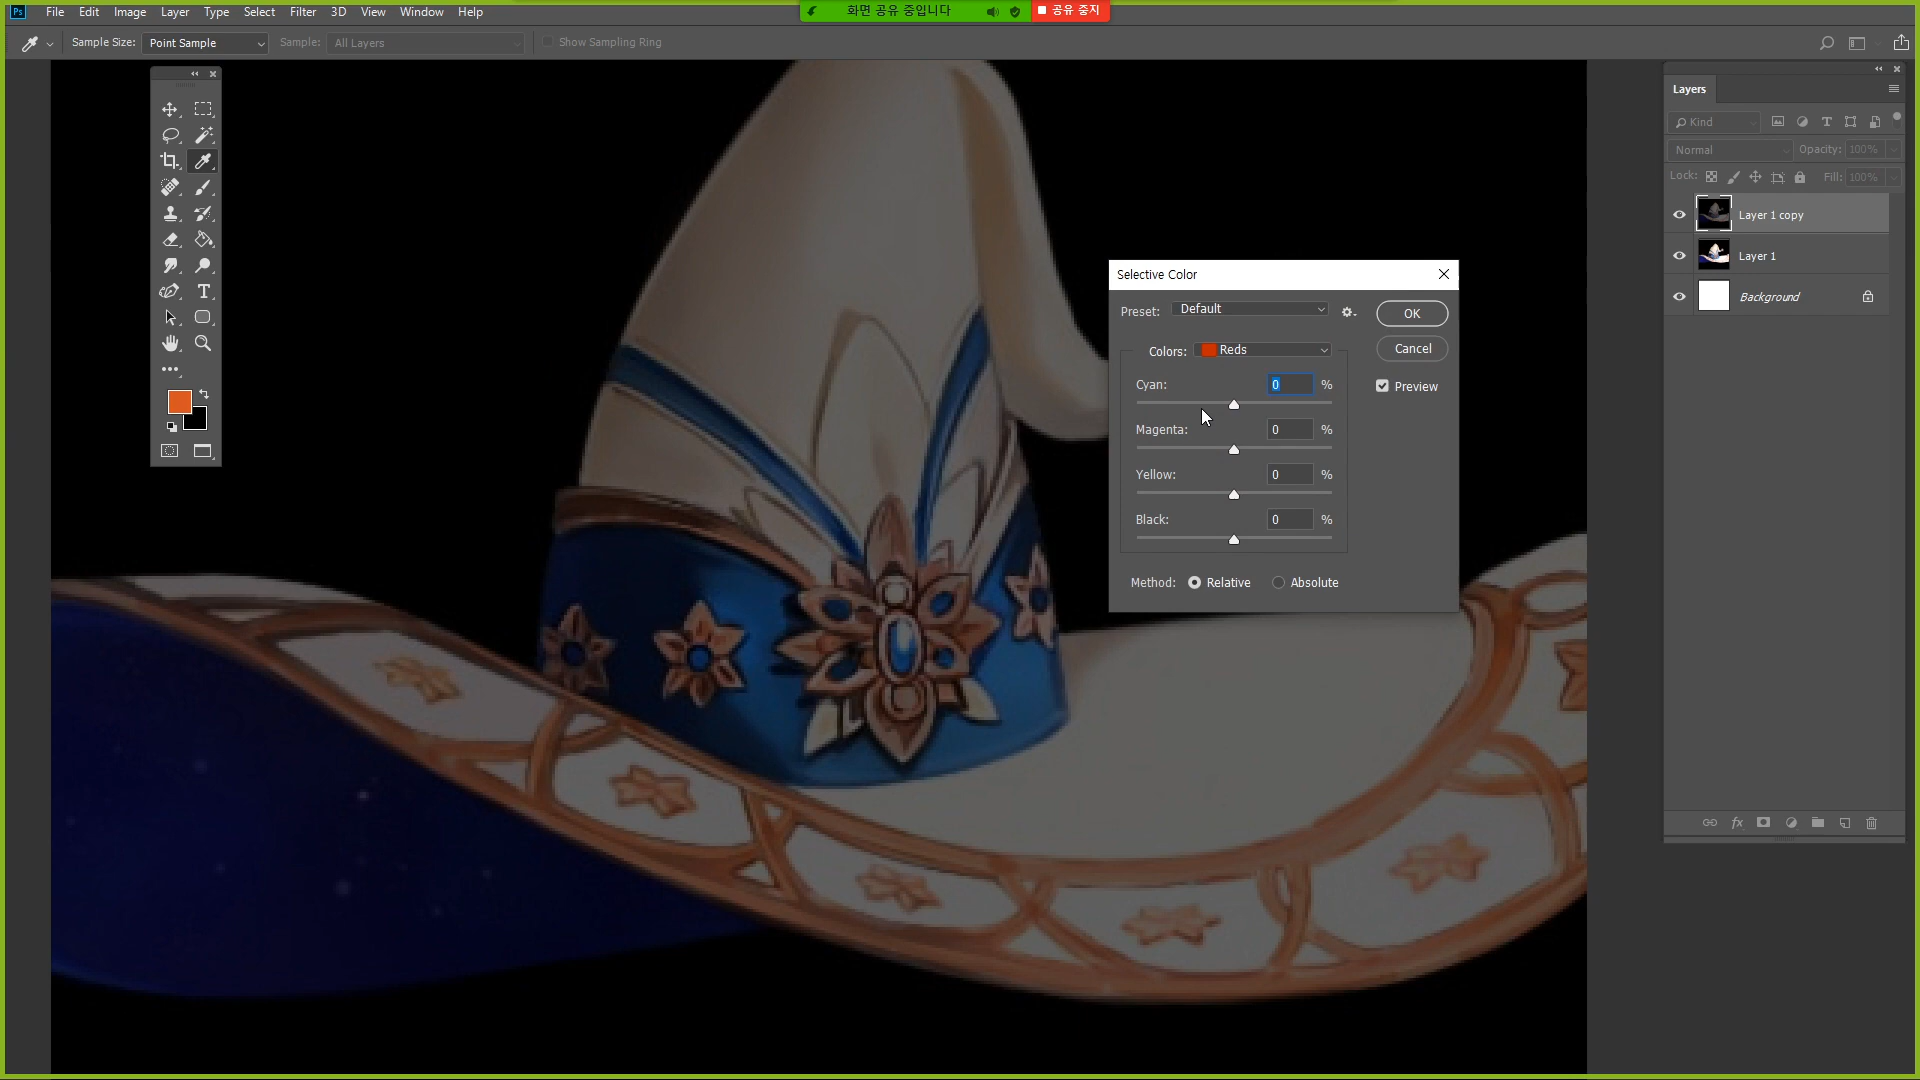 Ps File Edit Image Layer Type Select Filter 3D View Window Help
화면 공유 중입니다 공유 중지
Sample Size: Point Sample Sample: All Layers Show Sampling Ring
Layers
Kind
Normal Opacity: 100%
Lock: Fill: 100%
Layer 1 copy
Layer 1
Background
Selective Color
Preset: Default OK
Colors: Reds Cancel
Cyan: 0 % Preview
Magenta: 0 %
Yellow: 0 %
Black: 0 %
Method: Relative Absolute
fx